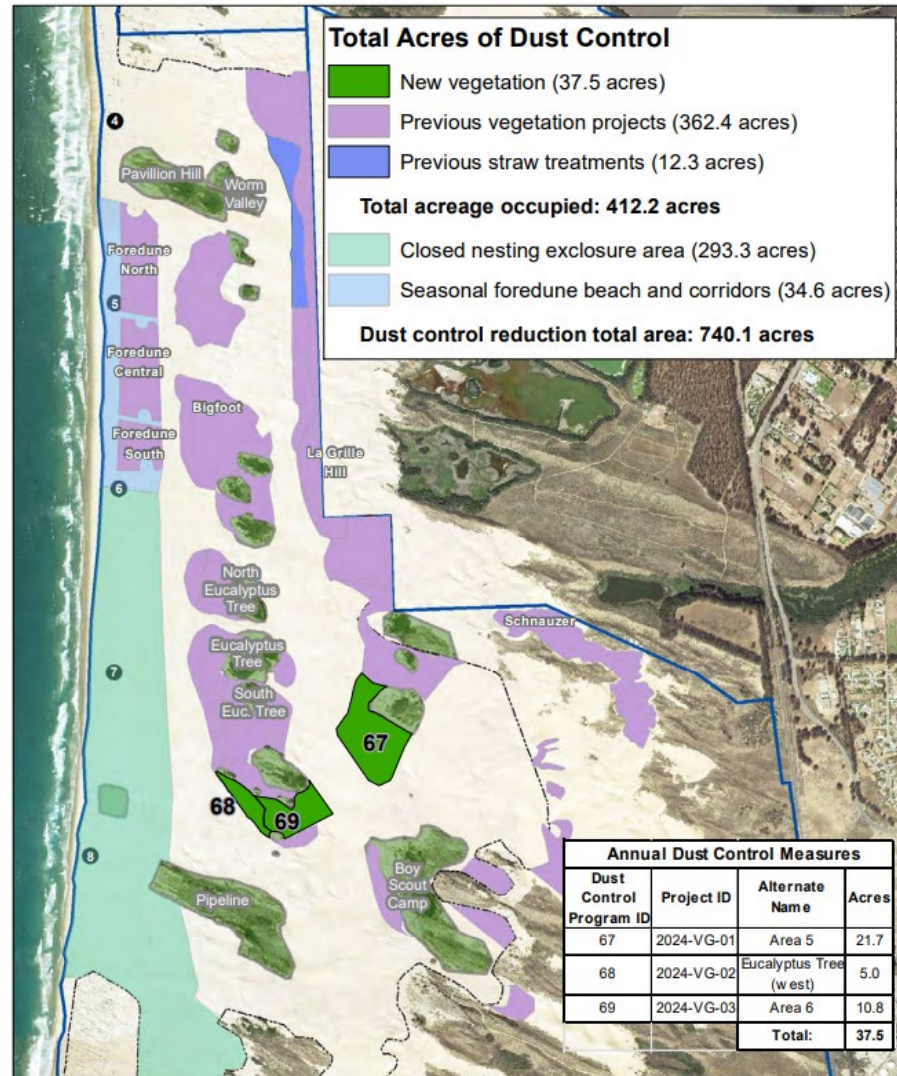 Total Acres of Dust Control
New vegetation (37.5 acres)
Previous vegetation projects (362.4 acres)
Previous straw treatments (12.3 acres)
Total acreage occupied: 412.2 acres
Closed nesting exclosure area (293.3 acres)
Seasonal foredune beach and corridors (34.6 acres)
Dust control reduction total area: 740.1 acres
4
Pavillion Hill
Worm
Valley
Foredune
North
5
Foredune
Central
Bigfoot
Foredune
South
La Grille
Hill
6
North
Eucalyptus
Tree
Schnauzer
Eucalyptus
Tree
7
South
Euc. Tree
67
68
69
8
Pipeline
Boy
Scout
Camp
Annual Dust Control Measures
Dust
Control
Program ID
Project ID
Alternate
Name
Acres
67 2024-VG-01 Area 5 21.7
68 2024-VG-02 Eucalyptus Tree
(west) 5.0
69 2024-VG-03 Area 6 10.8
Total: 37.5